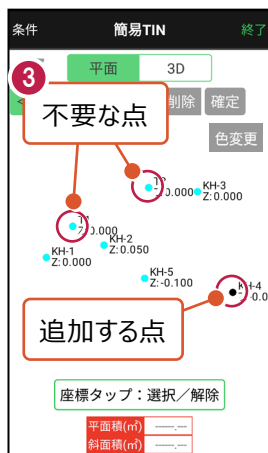 条件 簡易TIN 終了
3 平面 3D
削除 確定
不要な点
色変更
KH-3
Z:0.000
Z:0.000
Z:0.000
KH-2
Z:0.050
KH-1
Z:0.000
KH-5
Z:-0.100
追加する点
座標タップ：選択／解除
平面積(㎡) -----.---
斜面積(㎡) -----.---